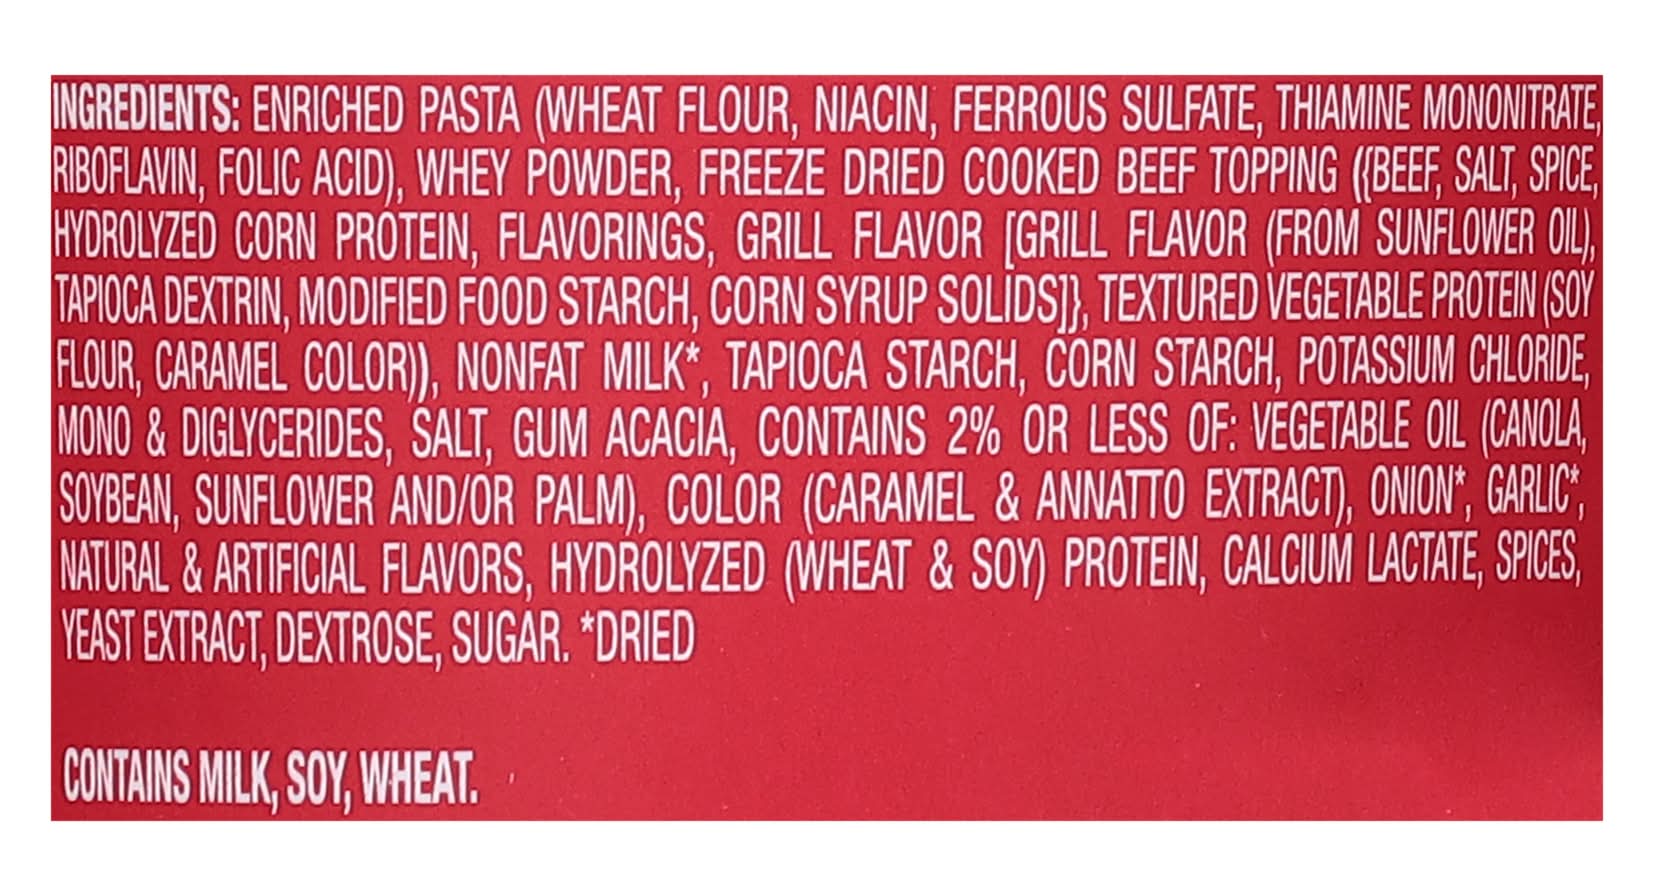 INGREDIENTS: ENRICHED PASTA (WHEAT FLOUR, NIACIN, FERROUS SULFATE, THIAMINE MONONITRATE,
RIBOFLAVIN, FOLIC ACID), WHEY POWDER, FREEZE DRIED COOKED BEEF TOPPING ({BEEF, SALT, SPICE,
HYDROLYZED CORN PROTEIN, FLAVORINGS, GRILL FLAVOR [GRILL FLAVOR (FROM SUNFLOWER OIL),
TAPIOCA DEXTRIN, MODIFIED FOOD STARCH, CORN SYRUP SOLIDS]}, TEXTURED VEGETABLE PROTEIN (SOY
FLOUR, CARAMEL COLOR)), NONFAT MILK*, TAPIOCA STARCH, CORN STARCH, POTASSIUM CHLORIDE,
MONO & DIGLYCERIDES, SALT, GUM ACACIA, CONTAINS 2% OR LESS OF: VEGETABLE OIL (CANOLA,
SOYBEAN, SUNFLOWER AND/OR PALM), COLOR (CARAMEL & ANNATTO EXTRACT), ONION*, GARLIC*,
NATURAL & ARTIFICIAL FLAVORS, HYDROLYZED (WHEAT & SOY) PROTEIN, CALCIUM LACTATE, SPICES,
YEAST EXTRACT, DEXTROSE, SUGAR. *DRIED
CONTAINS MILK, SOY, WHEAT.